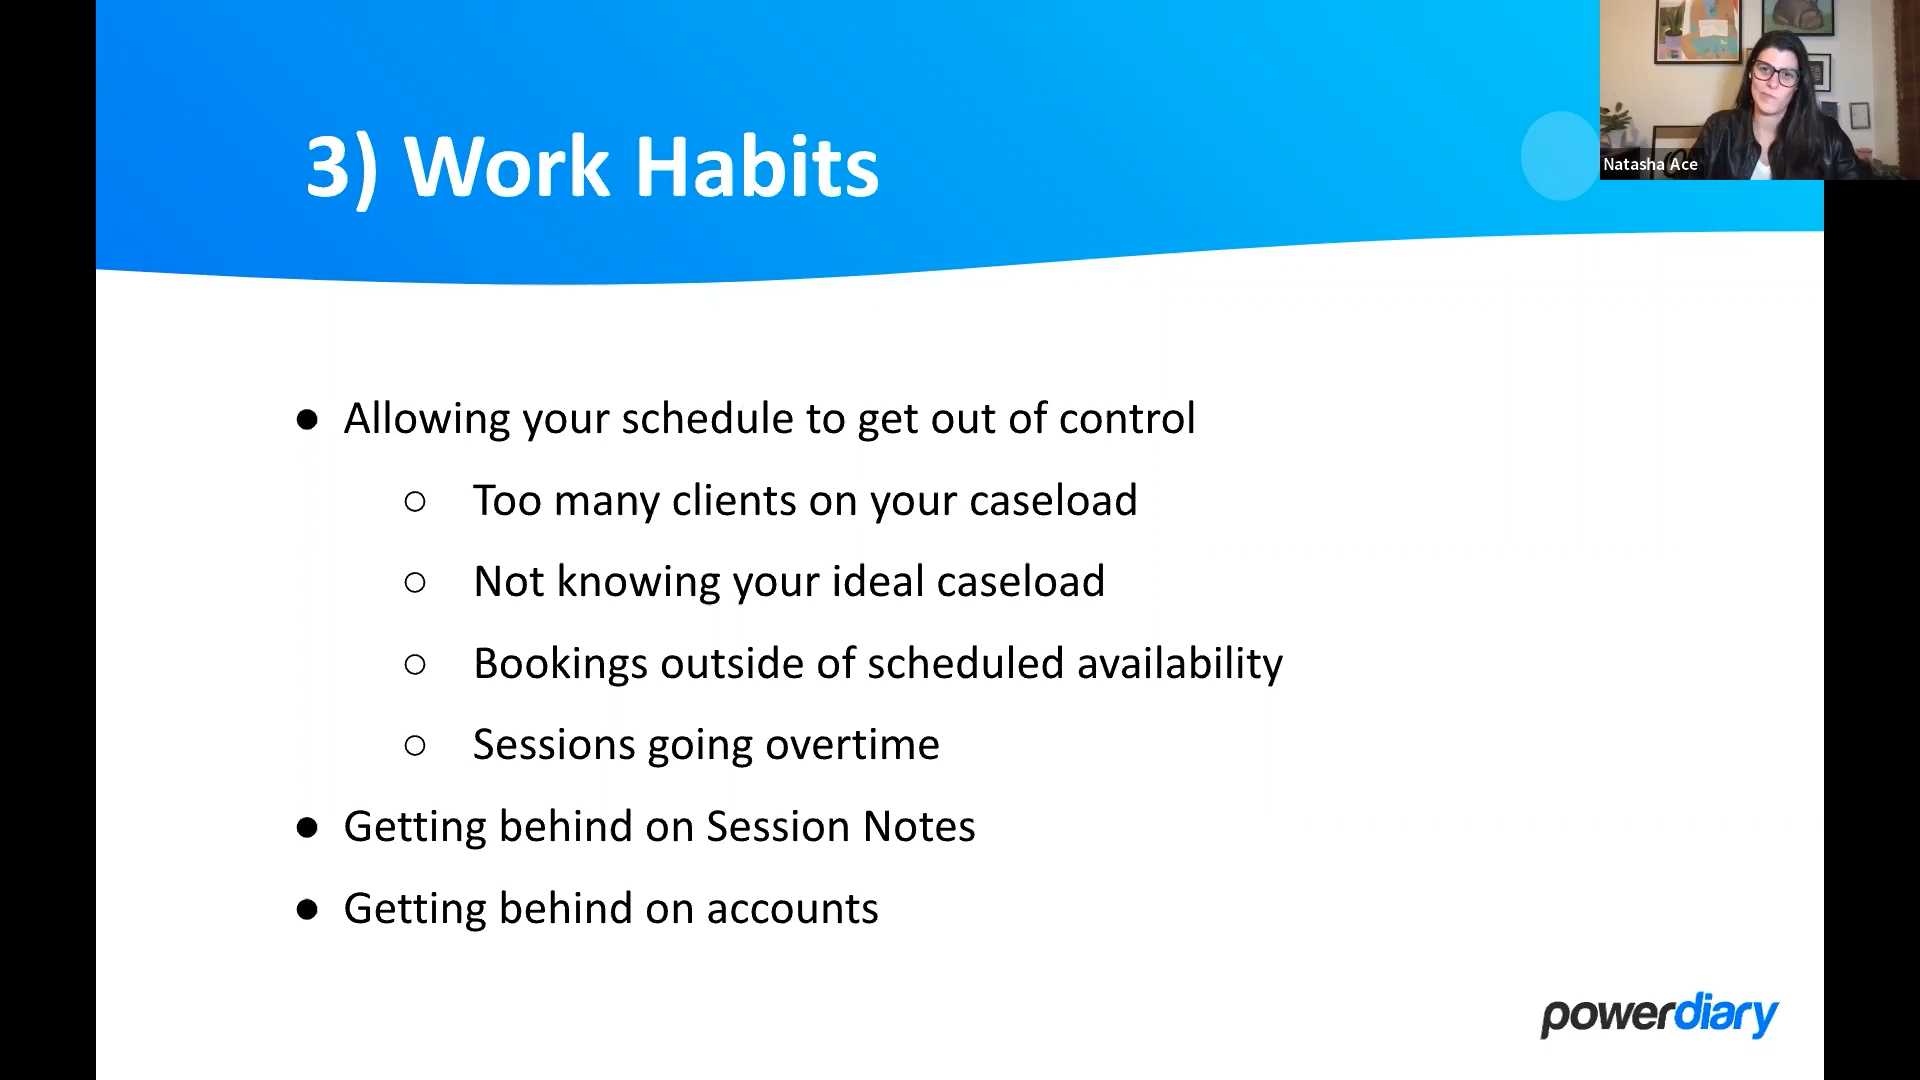 3) Work Habits
Natasha Ace
● Allowing your schedule to get out of control
○ Too many clients on your caseload
○ Not knowing your ideal caseload
○ Bookings outside of scheduled availability
○ Sessions going overtime
● Getting behind on Session Notes
● Getting behind on accounts
powerdiary